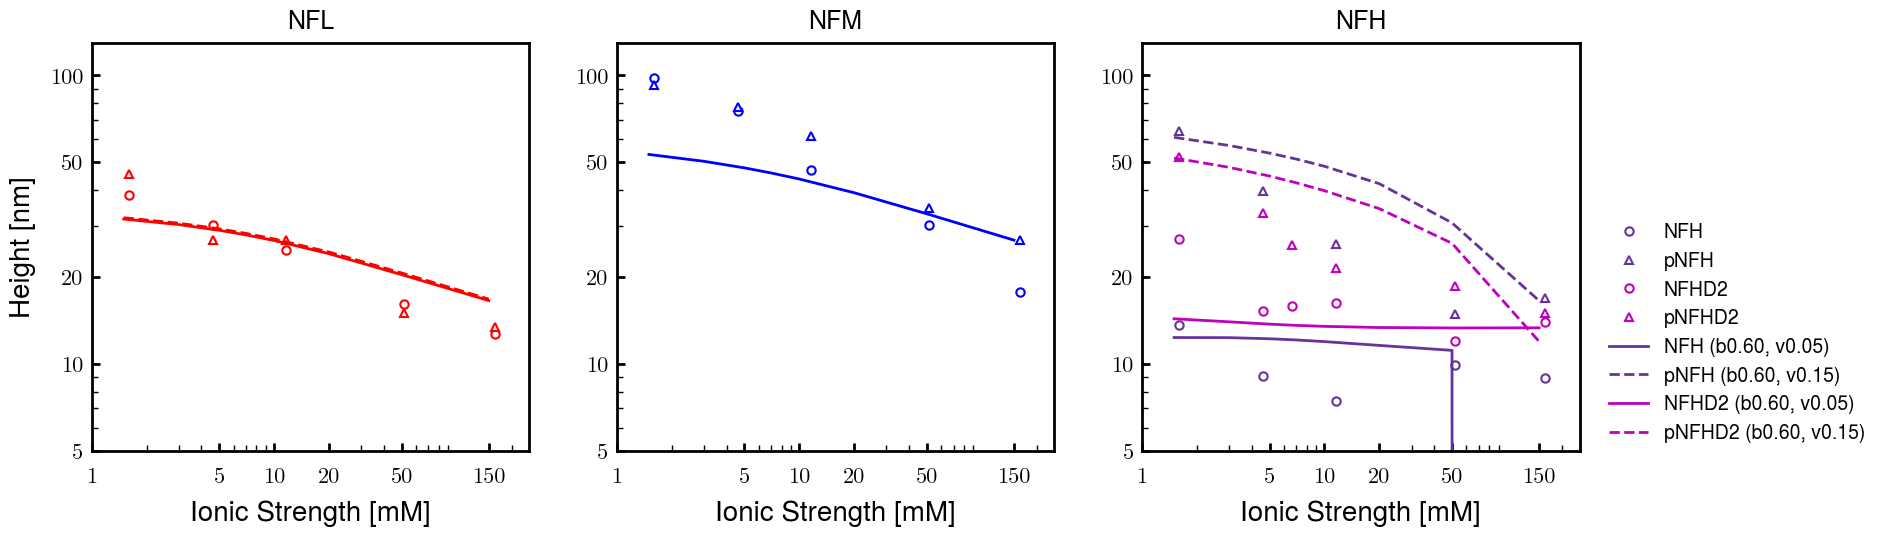 NFL
NFM
NFH
Height [nm]
100
50
20
10
5
1
5
10
20
50
150
Ionic Strength [mM]
100
50
20
10
5
1
5
10
20
50
150
Ionic Strength [mM]
100
50
20
10
5
1
5
10
20
50
150
Ionic Strength [mM]
NFH
pNFH
NFHD2
pNFHD2
NFH (b0.60, v0.05)
pNFH (b0.60, v0.15)
NFHD2 (b0.60, v0.05)
pNFHD2 (b0.60, v0.15)